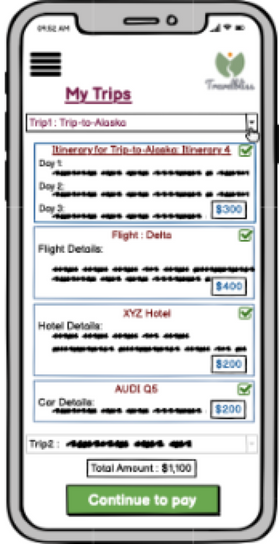 09:52 AM
Travelbliss
My Trips
Trip1: Trip-to-Alaska
Itinerary for Trip-to-Alaska: Itinerary 4
Day 1:
Day 2:
Day 3:
$300
Flight : Delta
Flight Details:
$400
XYZ Hotel
Hotel Details:
$200
AUDI Q5
Car Details:
$200
Trip2 :
Total Amount : $1,100
Continue to pay